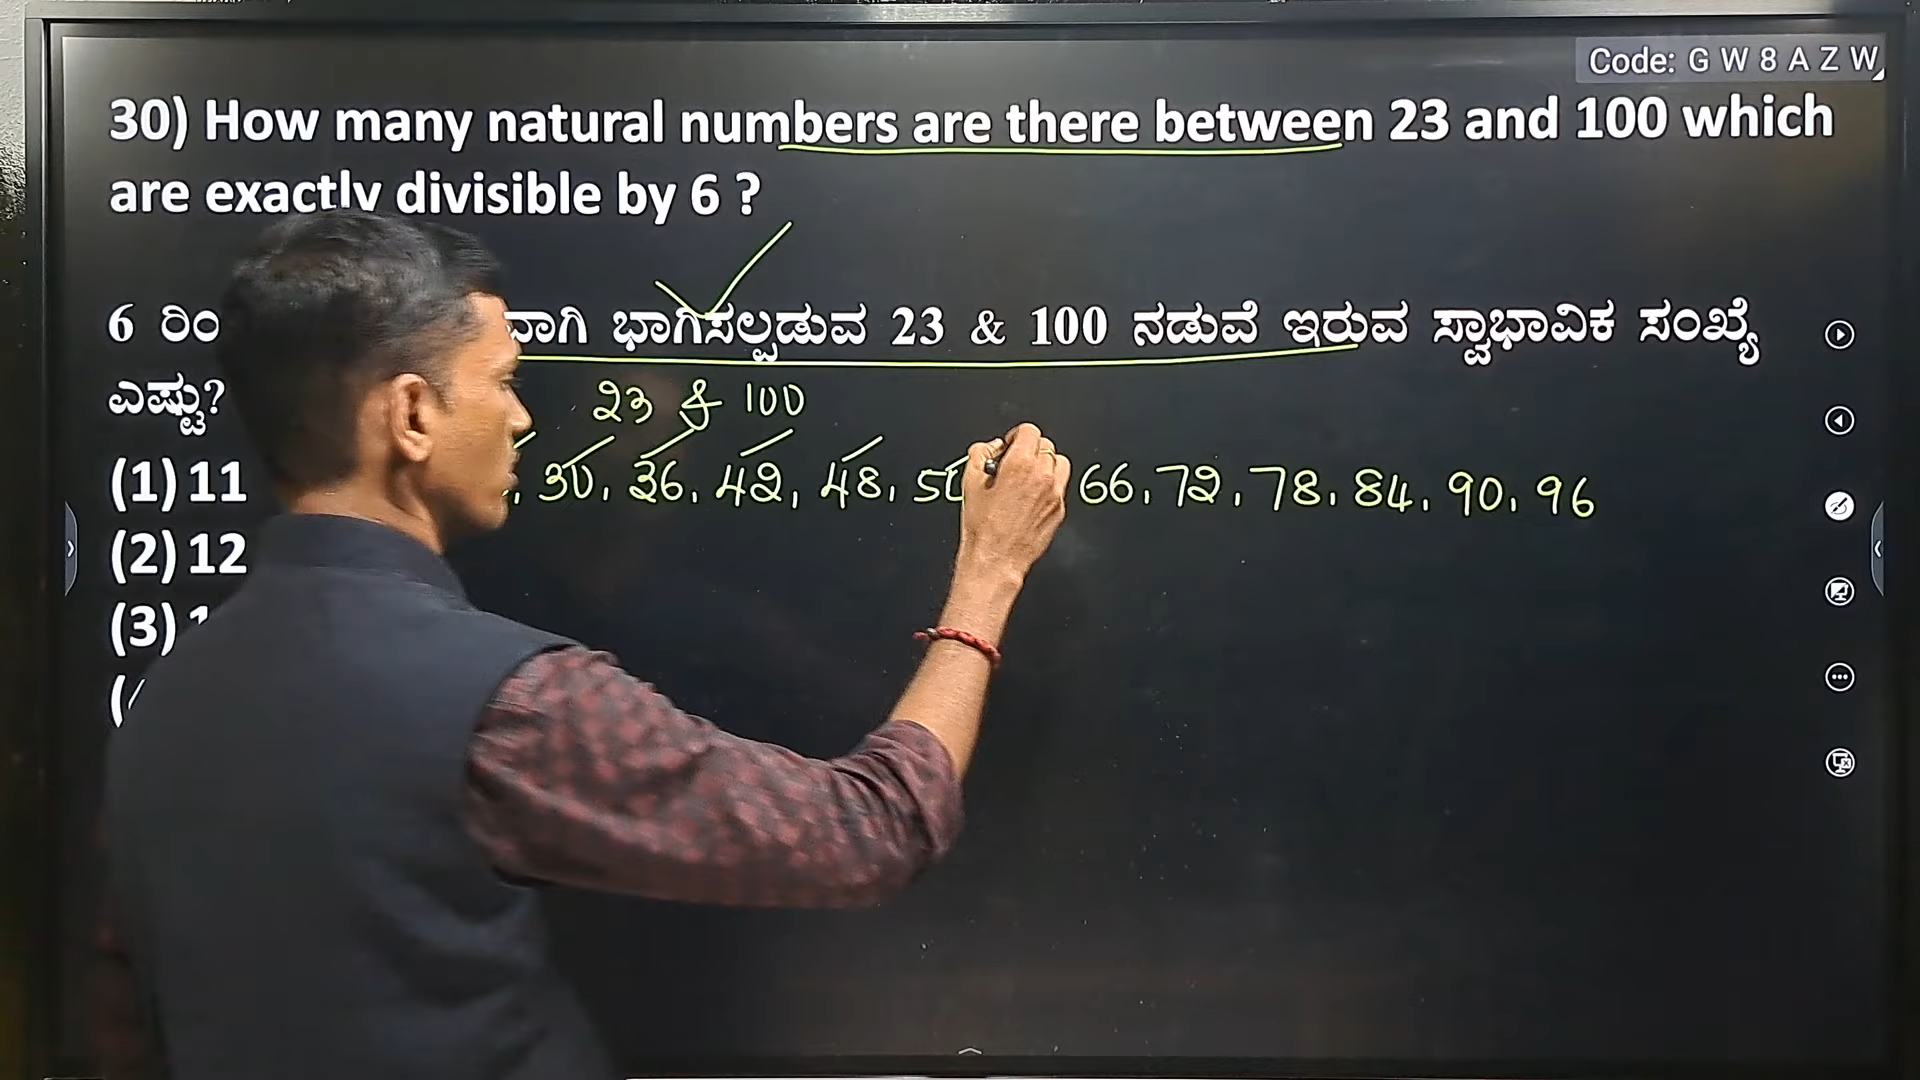 Code: G W 8 A Z W
30) How many natural numbers are there between 23 and 100 which
are exactly divisible by 6 ?
6 ರಿಂ ವಾಗಿ ಭಾಗಿಸಲ್ಪಡುವ 23 & 100 ನಡುವೆ ಇರುವ ಸ್ವಾಭಾವಿಕ ಸಂಖ್ಯೆ
ಎಷ್ಟು?
23 & 100
(1) 11
30, 36, 42, 48, 66, 72, 78, 84, 90, 96
(2) 12
(3)